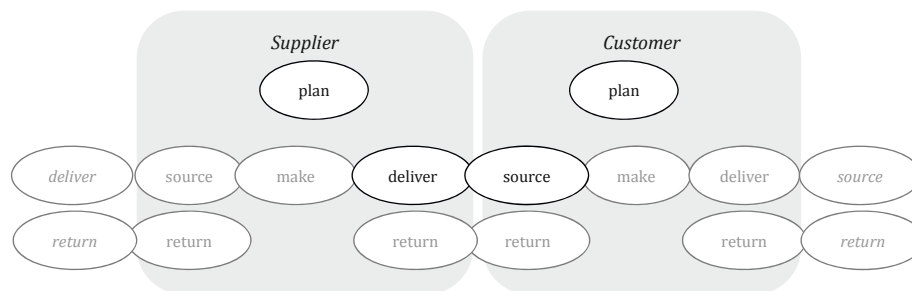 Supplier Customer
plan plan
deliver source make deliver source make deliver source
return return return return return return